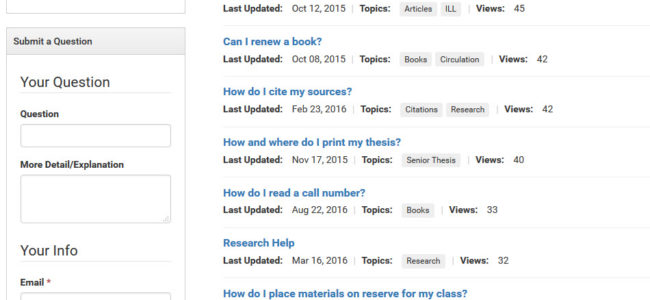 Submit a Question
Your Question
Question
More Detail/Explanation
Your Info
Email *
Last Updated: Oct 12, 2015 | Topics: Articles ILL | Views: 45
Can I renew a book?
Last Updated: Oct 08, 2015 | Topics: Books Circulation | Views: 42
How do I cite my sources?
Last Updated: Feb 23, 2016 | Topics: Citations Research | Views: 42
How and where do I print my thesis?
Last Updated: Nov 17, 2015 | Topics: Senior Thesis | Views: 40
How do I read a call number?
Last Updated: Aug 22, 2016 | Topics: Books | Views: 33
Research Help
Last Updated: Mar 16, 2016 | Topics: Research | Views: 32
How do I place materials on reserve for my class?